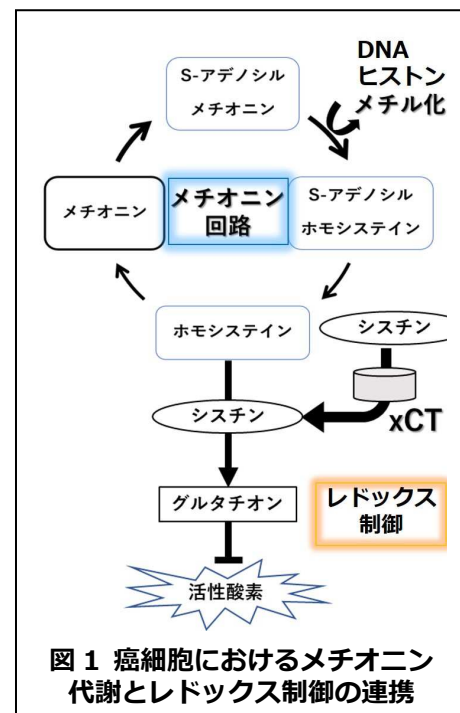 S-アデノシル
メチオニン
DNA
ヒストン
メチル化
メチオニン
メチオニン
回路
S-アデノシル
ホモシステイン
ホモシステイン
シスチン
xCT
シスチン
グルタチオン
レドックス
制御
活性酸素
図 1 癌細胞におけるメチオニン
代謝とレドックス制御の連携